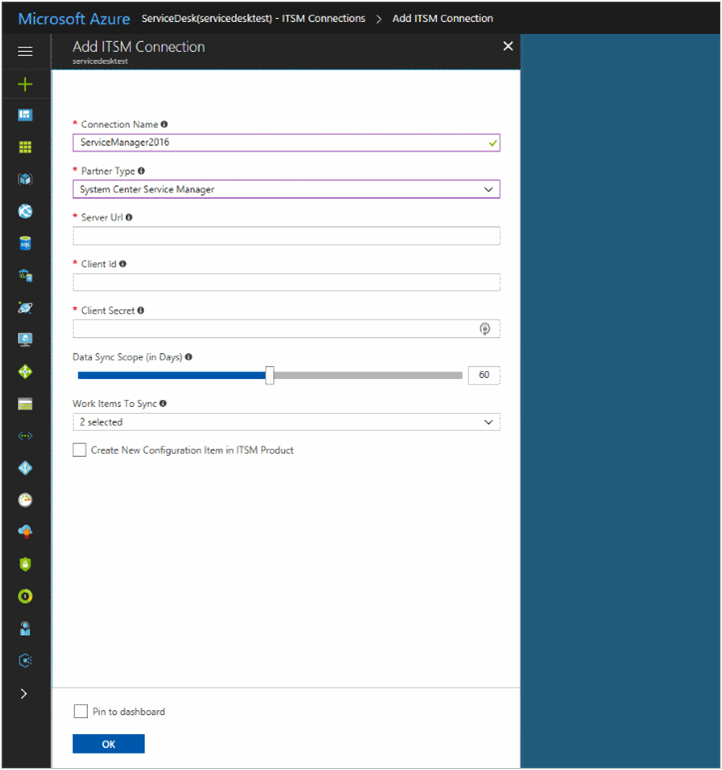 Microsoft Azure ServiceDesk(servicedesktest) - ITSM Connections > Add ITSM Connection
Add ITSM Connection
servicedesktest
* Connection Name
ServiceManager2016
* Partner Type
System Center Service Manager
* Server Url
* Client Id
* Client Secret
Data Sync Scope (in Days)
60
Work Items To Sync
2 selected
Create New Configuration Item in ITSM Product
Pin to dashboard
OK